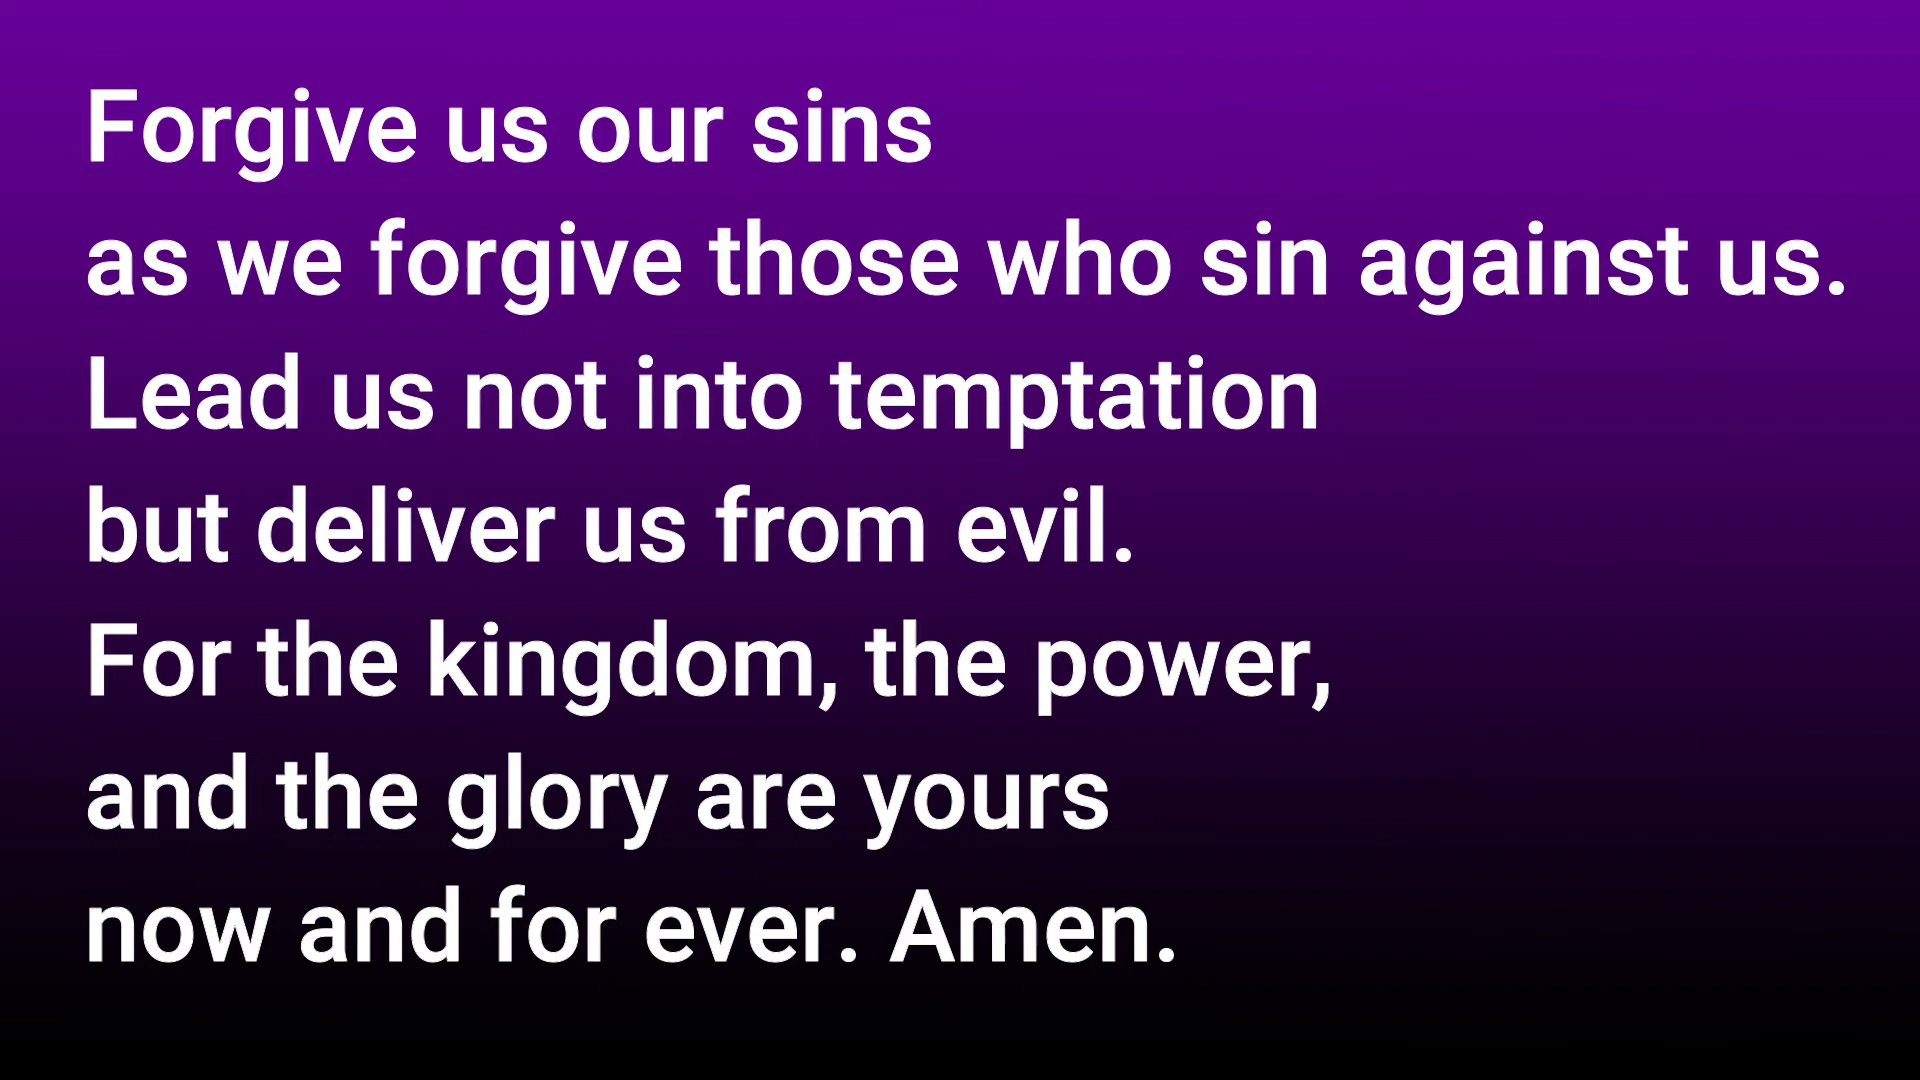 Forgive us our sins
as we forgive those who sin against us.
Lead us not into temptation
but deliver us from evil.
For the kingdom, the power,
and the glory are yours
now and for ever. Amen.